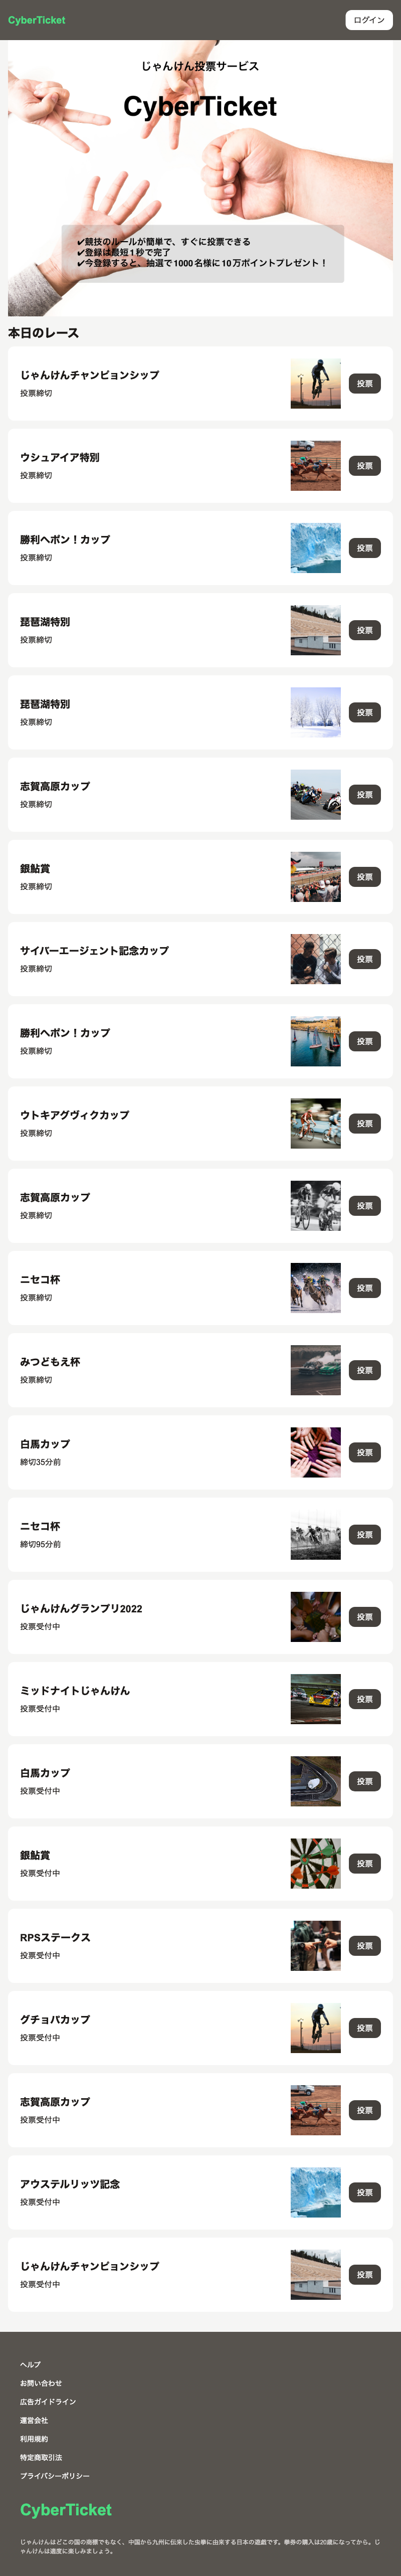 CyberTicket
ログイン
じゃんけん投票サービス
CyberTicket
✔競技のルールが簡単で、すぐに投票できる
✔登録は最短1秒で完了
✔今登録すると、抽選で1000名様に10万ポイントプレゼント！
本日のレース
じゃんけんチャンピョンシップ
投票締切
投票
ウシュアイア特別
投票締切
投票
勝利へポン！カップ
投票締切
投票
琵琶湖特別
投票締切
投票
琵琶湖特別
投票締切
投票
志賀高原カップ
投票締切
投票
銀鮎賞
投票締切
投票
サイバーエージェント記念カップ
投票締切
投票
勝利へポン！カップ
投票締切
投票
ウトキアグヴィクカップ
投票締切
投票
志賀高原カップ
投票締切
投票
ニセコ杯
投票締切
投票
みつどもえ杯
投票締切
投票
白馬カップ
締切35分前
投票
ニセコ杯
締切95分前
投票
じゃんけんグランプリ2022
投票受付中
投票
ミッドナイトじゃんけん
投票受付中
投票
白馬カップ
投票受付中
投票
銀鮎賞
投票受付中
投票
RPSステークス
投票受付中
投票
グチョパカップ
投票受付中
投票
志賀高原カップ
投票受付中
投票
アウステルリッツ記念
投票受付中
投票
じゃんけんチャンピョンシップ
投票受付中
投票
ヘルプ
お問い合わせ
広告ガイドライン
運営会社
利用規約
特定商取引法
プライバシーポリシー
CyberTicket
じゃんけんはどこの国の商標でもなく、中国から九州に伝来した虫拳に由来する日本の遊戯です。拳券の購入は20歳になってから。じ
ゃんけんは適度に楽しみましょう。